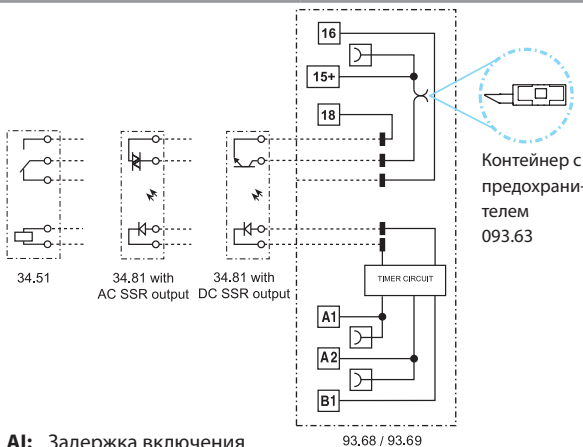 16
15+
18
Контейнер с
предохрани-
телем
093.63
34.51
34.81 with
AC SSR output
34.81 with
DC SSR output
TIMER CIRCUIT
A1
A2
B1
93.68 / 93.69
AI: Задержка включения